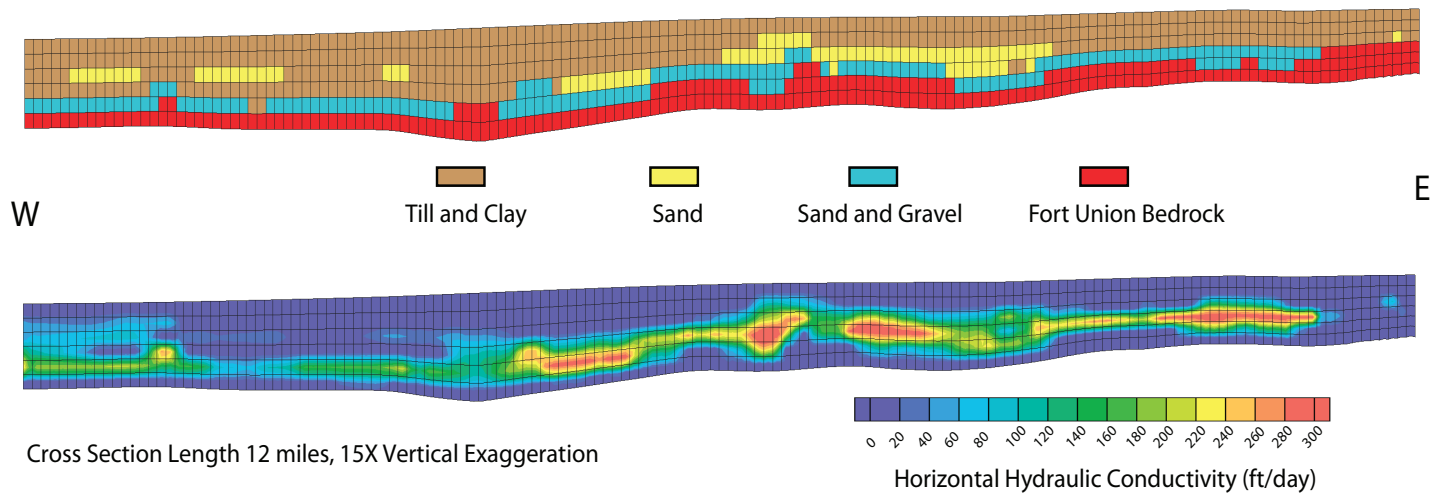 Till and Clay
Sand
Sand and Gravel
Fort Union Bedrock
W
E
0 20 40 60 80 100 120 140 160 180 200 220 240 260 280 300
Cross Section Length 12 miles, 15X Vertical Exaggeration
Horizontal Hydraulic Conductivity (ft/day)